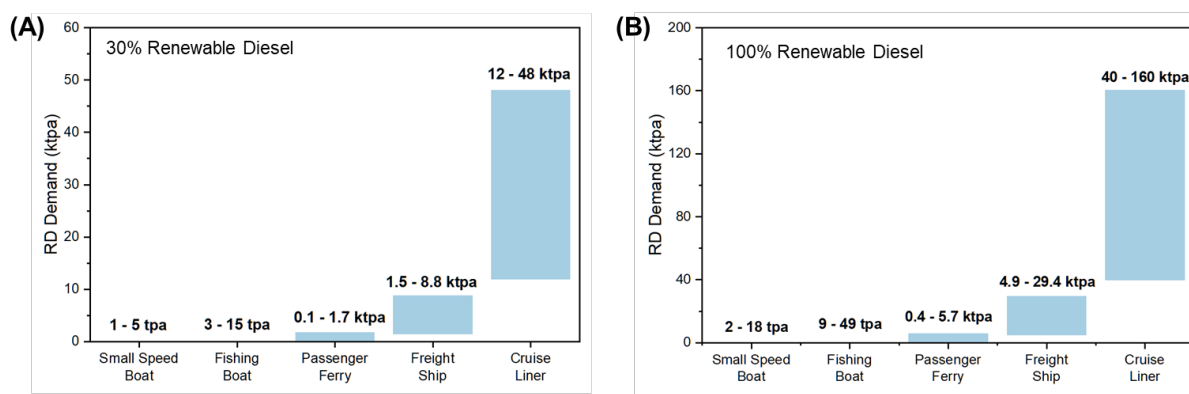 (A)
30% Renewable Diesel
RD Demand (ktpa)
60
50
40
30
20
10
0
1 - 5 tpa
3 - 15 tpa
0.1 - 1.7 ktpa
1.5 - 8.8 ktpa
12 - 48 ktpa
Small Speed
Boat
Fishing
Boat
Passenger
Ferry
Freight
Ship
Cruise
Liner
(B)
100% Renewable Diesel
RD Demand (ktpa)
200
160
120
80
40
0
2 - 18 tpa
9 - 49 tpa
0.4 - 5.7 ktpa
4.9 - 29.4 ktpa
40 - 160 ktpa
Small Speed
Boat
Fishing
Boat
Passenger
Ferry
Freight
Ship
Cruise
Liner